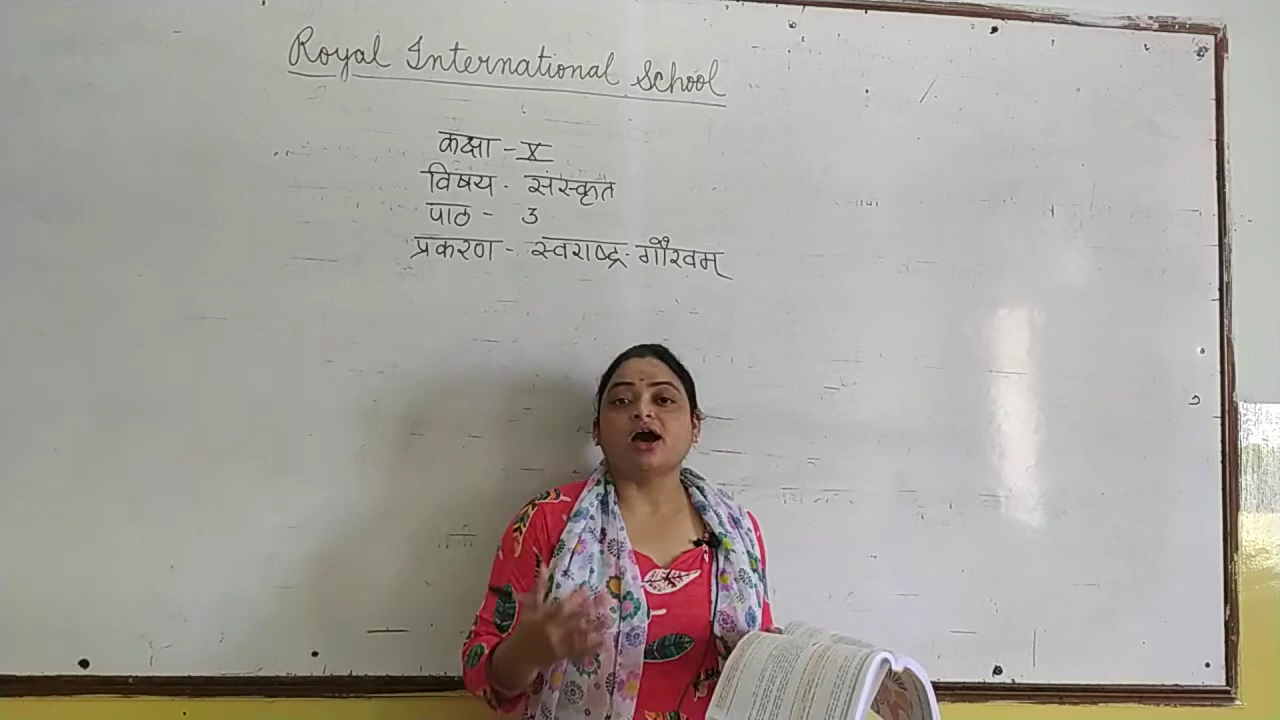 Royal International School
कक्षा - X
विषय - संस्कृत
पाठ - 3
प्रकरण - स्वराष्ट्र-गौरवम्